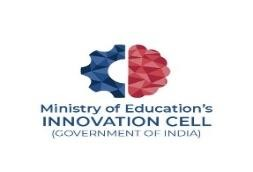 Ministry of Education's
INNOVATION CELL
(GOVERNMENT OF INDIA)